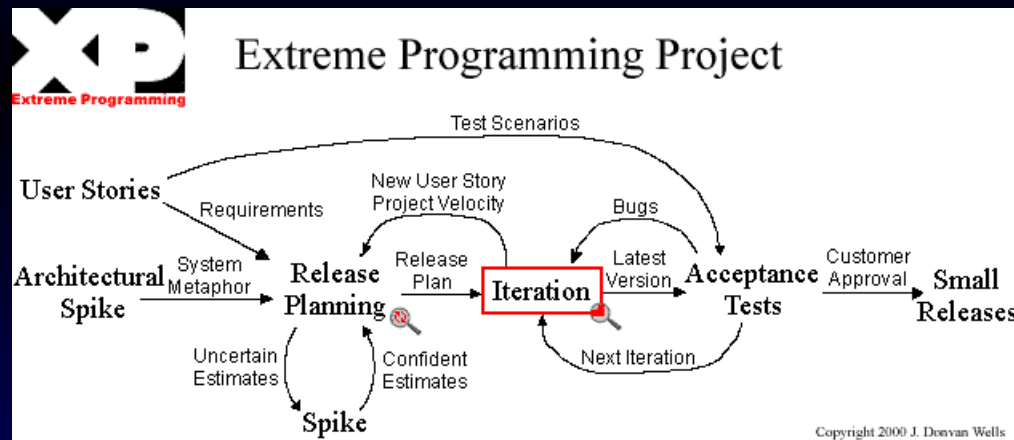 XP
Extreme Programming
Extreme Programming Project
Test Scenarios
User Stories
Requirements
New User Story
Project Velocity
Bugs
Architectural
Spike
System
Metaphor
Release
Planning
Release
Plan
Iteration
Latest
Version
Acceptance
Tests
Customer
Approval
Small
Releases
Uncertain
Estimates
Confident
Estimates
Next Iteration
Spike
Copyright 2000 J. Donvan Wells